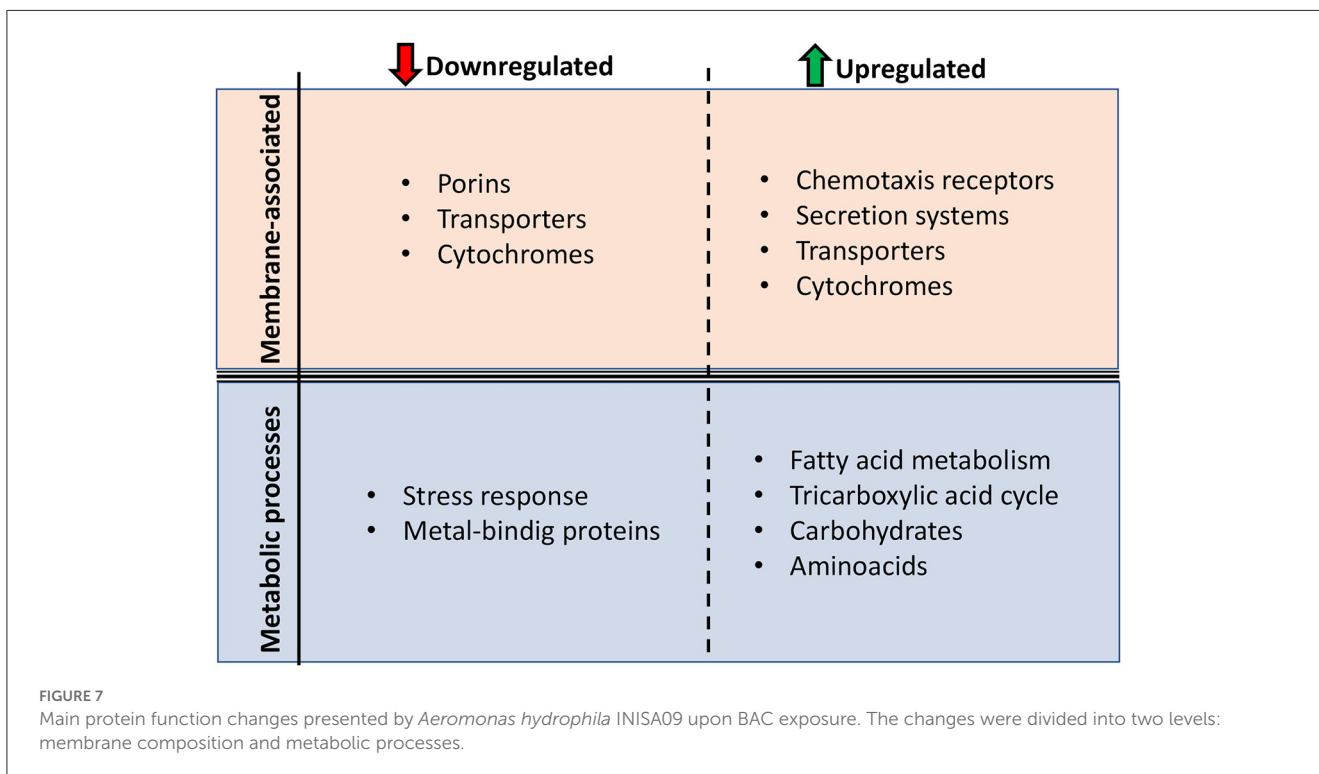 Downregulated
Upregulated
Membrane-associated
• Porins
• Transporters
• Cytochromes
• Chemotaxis receptors
• Secretion systems
• Transporters
• Cytochromes
Metabolic processes
• Stress response
• Metal-bindig proteins
• Fatty acid metabolism
• Tricarboxylic acid cycle
• Carbohydrates
• Aminoacids
FIGURE 7
Main protein function changes presented by Aeromonas hydrophila INISA09 upon BAC exposure. The changes were divided into two levels:
membrane composition and metabolic processes.